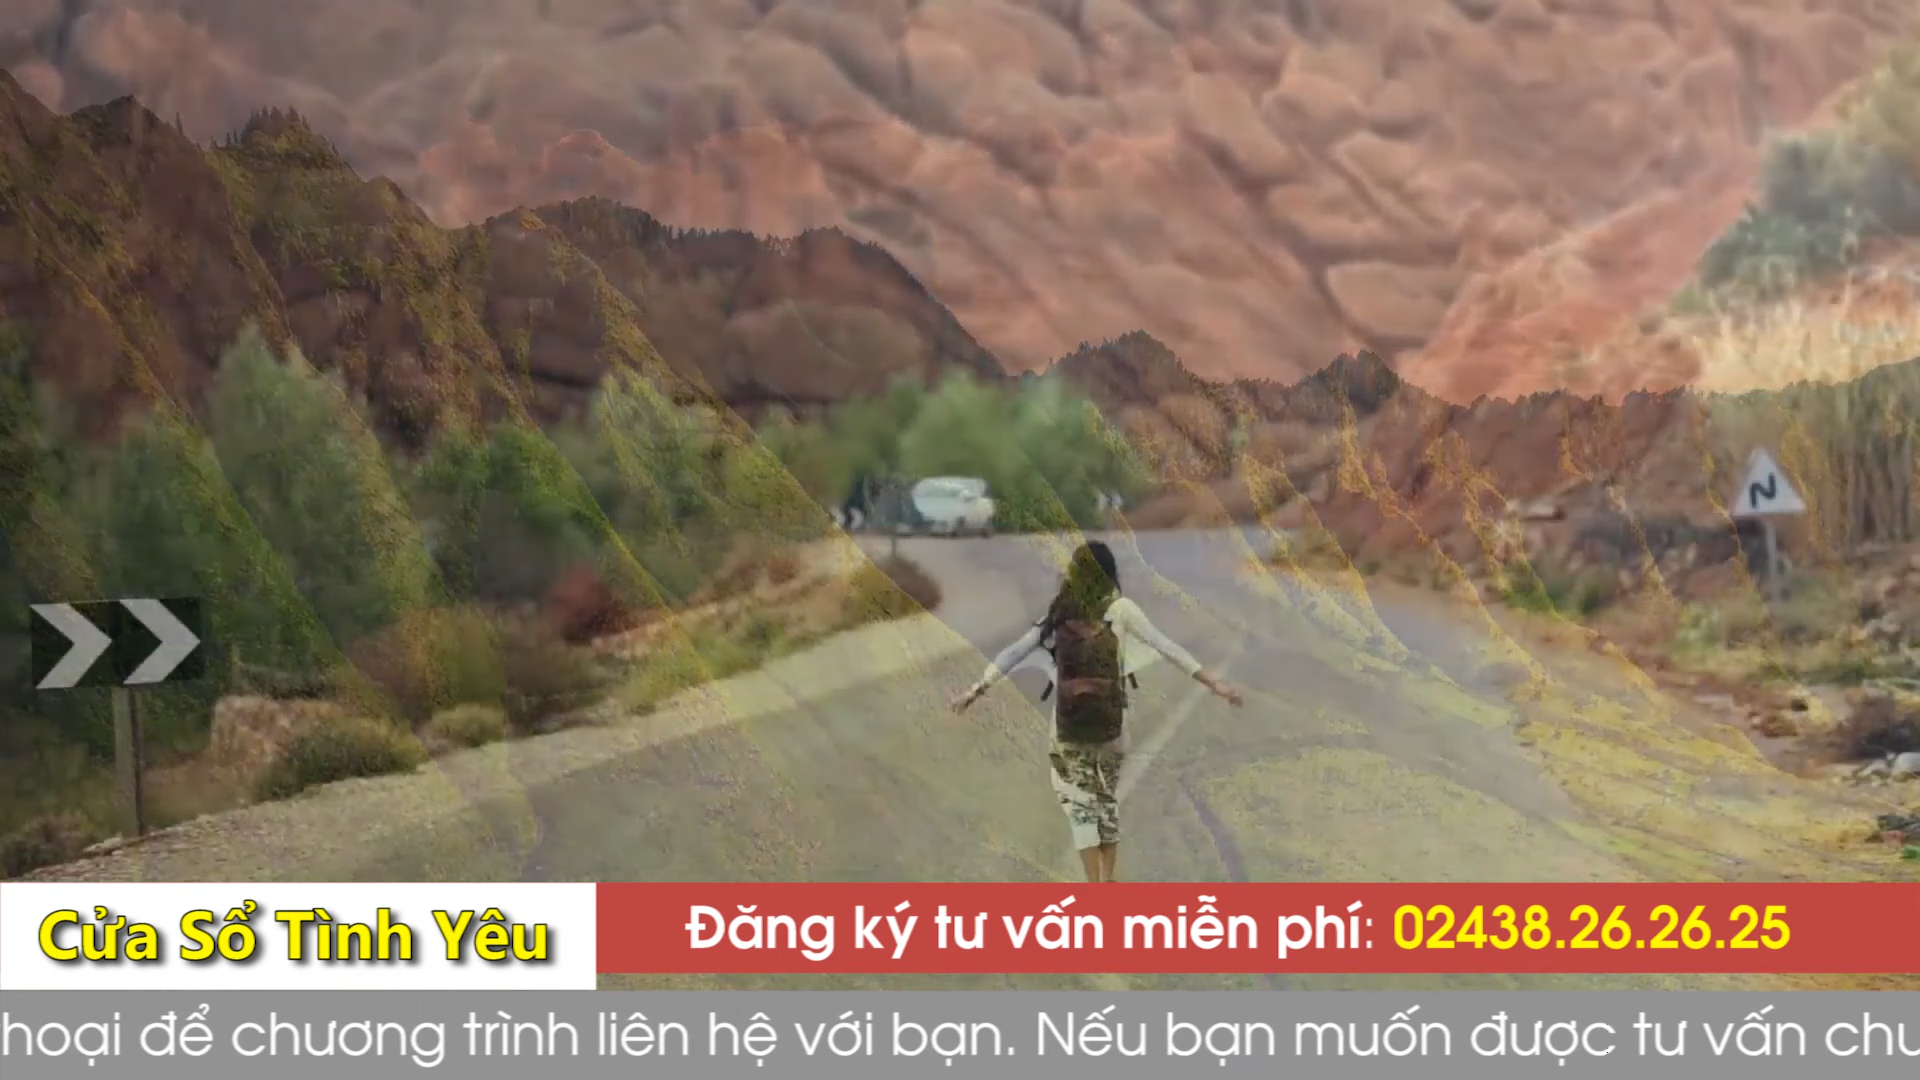 Cửa Sổ Tình Yêu
Đăng ký tư vấn miễn phí: 02438.26.26.25
hoại để chương trình liên hệ với bạn. Nếu bạn muốn được tư vấn chu